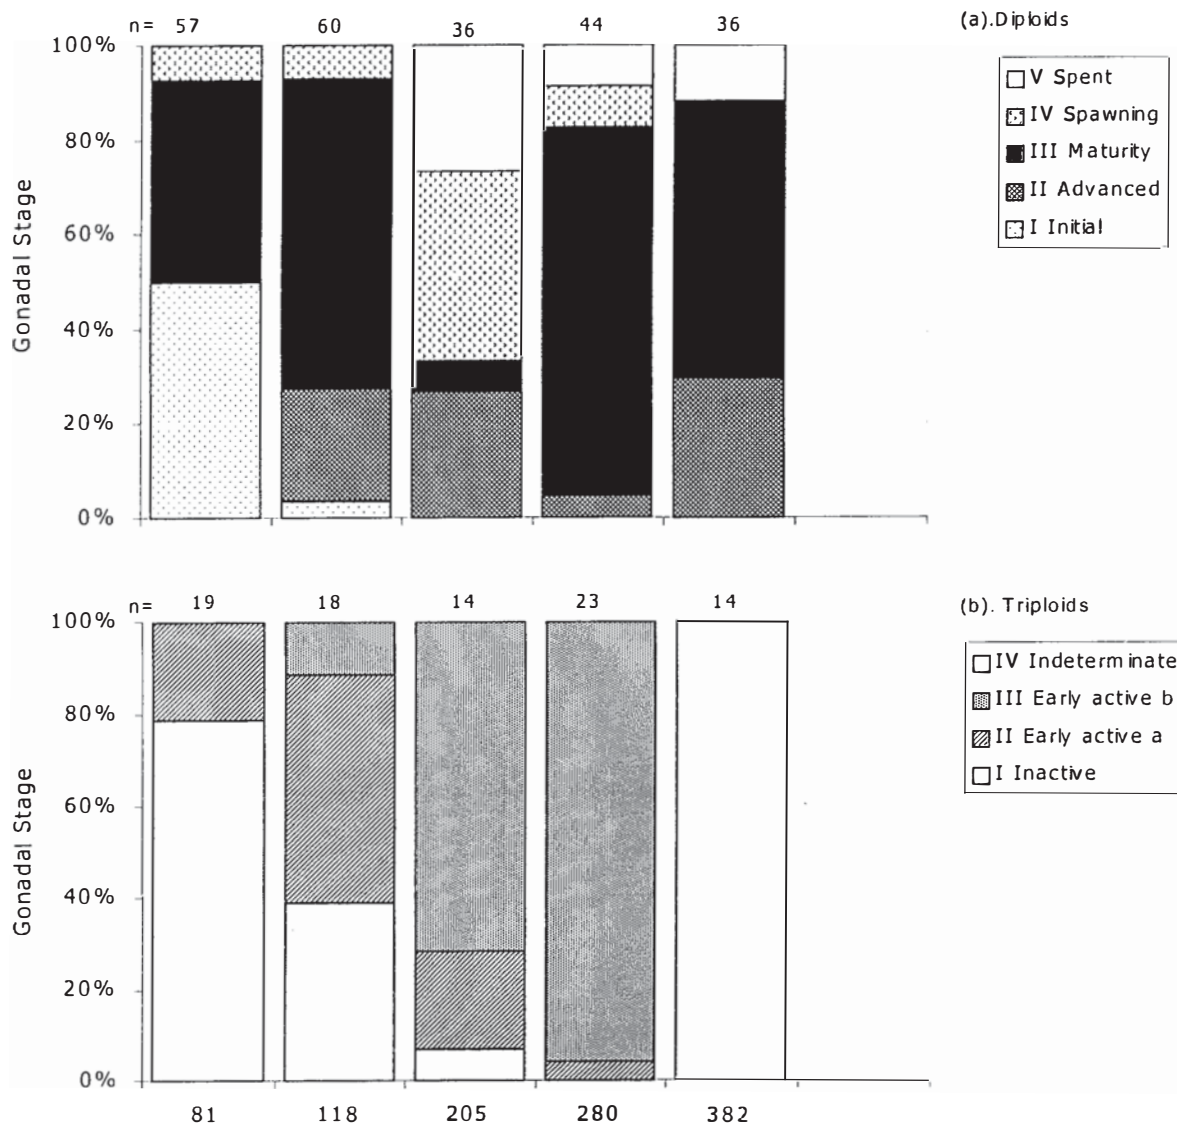 n= 57 60 36 44 36
(a).Diploids
100%
80%
60%
40%
20%
0%
Gonadal Stage
V Spent
IV Spawning
III Maturity
II Advanced
I Initial
n= 19 18 14 23 14
(b). Triploids
100%
80%
60%
40%
20%
0%
Gonadal Stage
IV Indeterminate
III Early active b
II Early active a
I Inactive
81 118 205 280 382